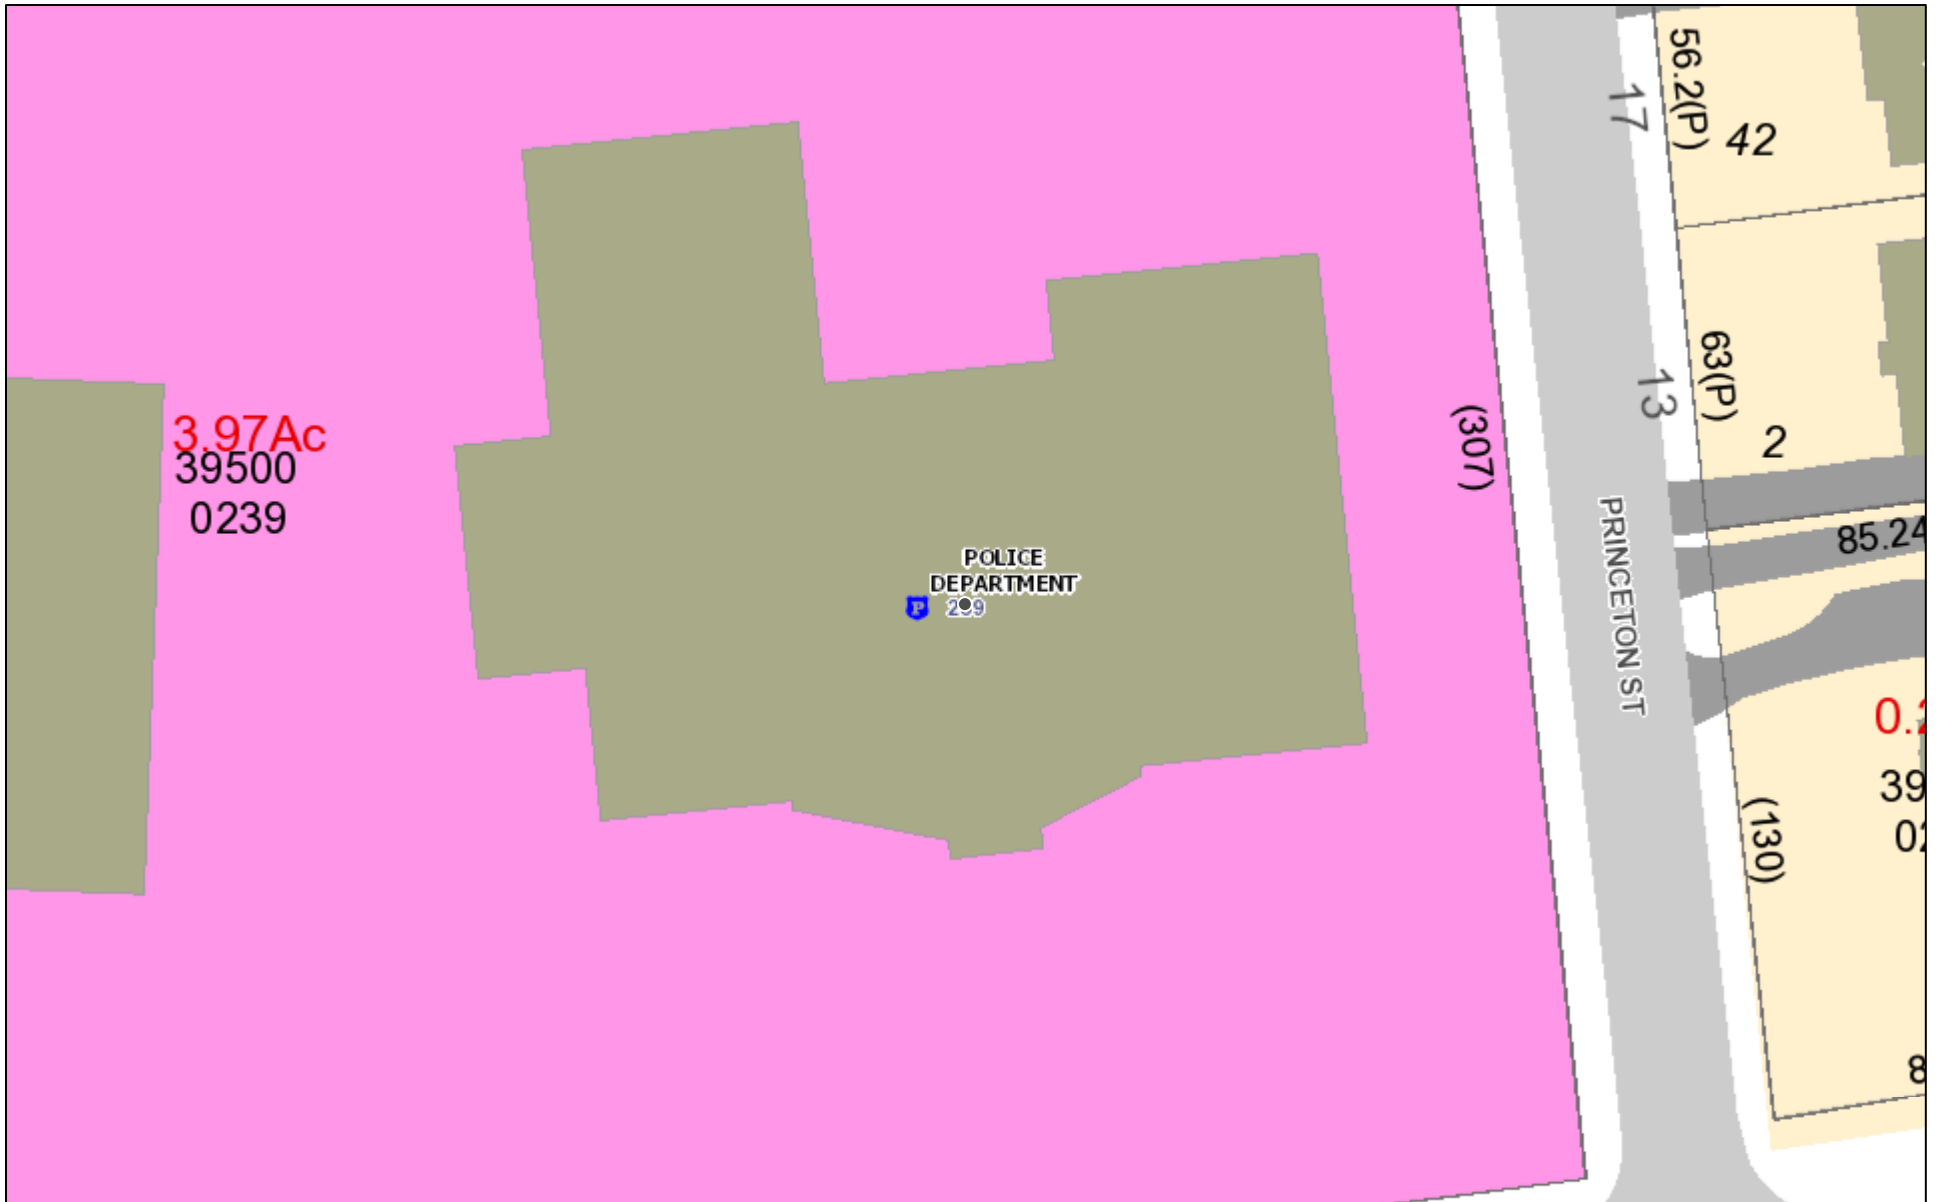 56.2(P)
17
42
63(P)
13
2
3.97Ac
39500
0239
(307)
PRINCETON ST
85.24
POLICE
DEPARTMENT
P
(130)